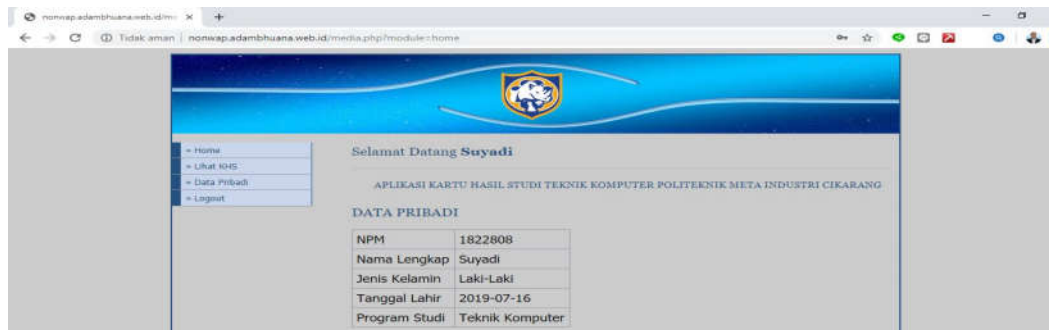 nonwap.adambhuana.web.id/m
Tidak aman | nonwap.adambhuana.web.id/media.php?module=home
» Home
» Lihat KHS
» Data Pribadi
» Logout
Selamat Datang Suyadi
APLIKASI KARTU HASIL STUDI TEKNIK KOMPUTER POLITEKNIK META INDUSTRI CIKARANG
DATA PRIBADI
NPM 1822808
Nama Lengkap Suyadi
Jenis Kelamin Laki-Laki
Tanggal Lahir 2019-07-16
Program Studi Teknik Komputer